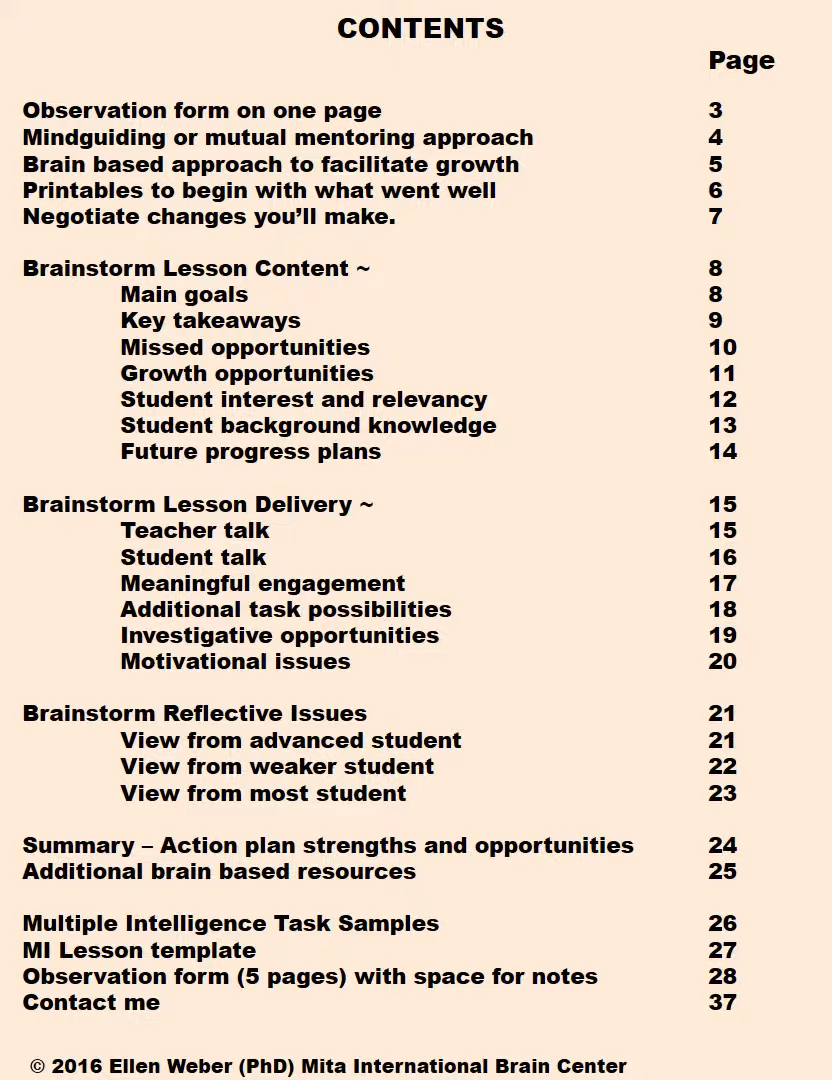 CONTENTS
Page
Observation form on one page 3
Mindguiding or mutual mentoring approach 4
Brain based approach to facilitate growth 5
Printables to begin with what went well 6
Negotiate changes you’ll make. 7
Brainstorm Lesson Content ~ 8
Main goals 8
Key takeaways 9
Missed opportunities 10
Growth opportunities 11
Student interest and relevancy 12
Student background knowledge 13
Future progress plans 14
Brainstorm Lesson Delivery ~ 15
Teacher talk 15
Student talk 16
Meaningful engagement 17
Additional task possibilities 18
Investigative opportunities 19
Motivational issues 20
Brainstorm Reflective Issues 21
View from advanced student 21
View from weaker student 22
View from most student 23
Summary – Action plan strengths and opportunities 24
Additional brain based resources 25
Multiple Intelligence Task Samples 26
MI Lesson template 27
Observation form (5 pages) with space for notes 28
Contact me 37
© 2016 Ellen Weber (PhD) Mita International Brain Center